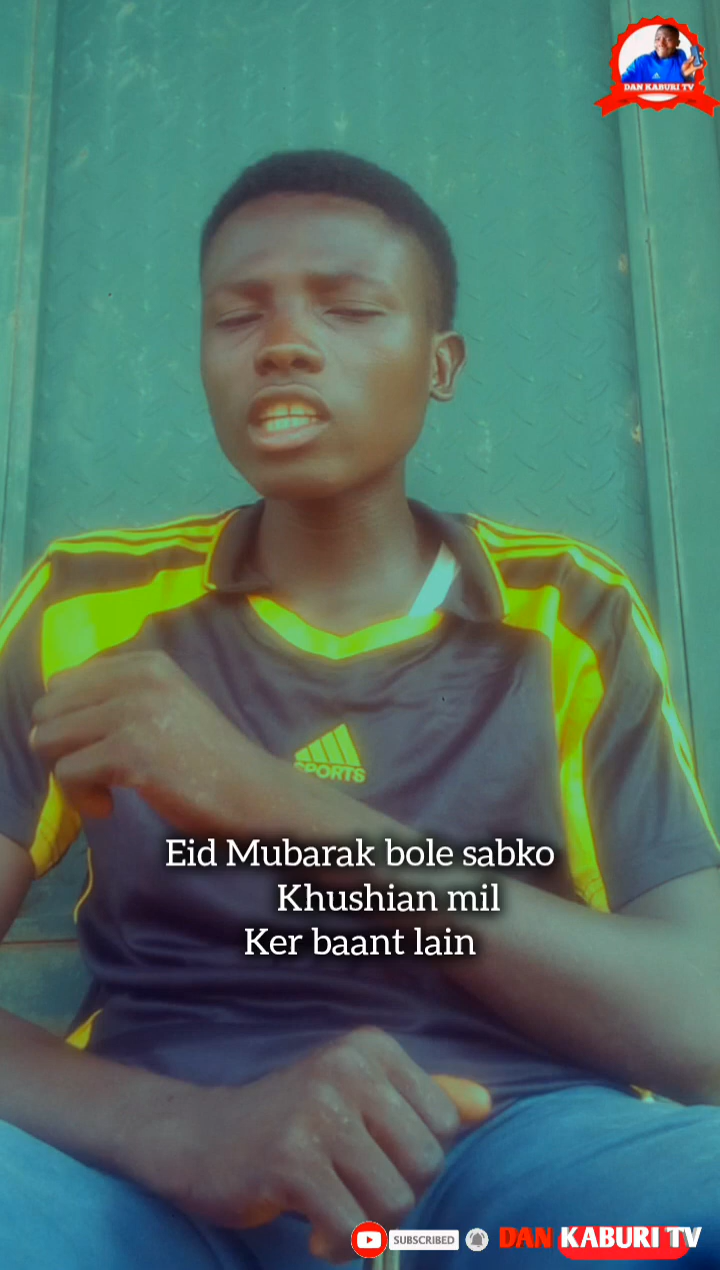 DAN KABURI TV
SPORTS
Eid Mubarak bole sabko
Khushian mil
Ker baant lain
SUBSCRIBED
DAN KABURI TV